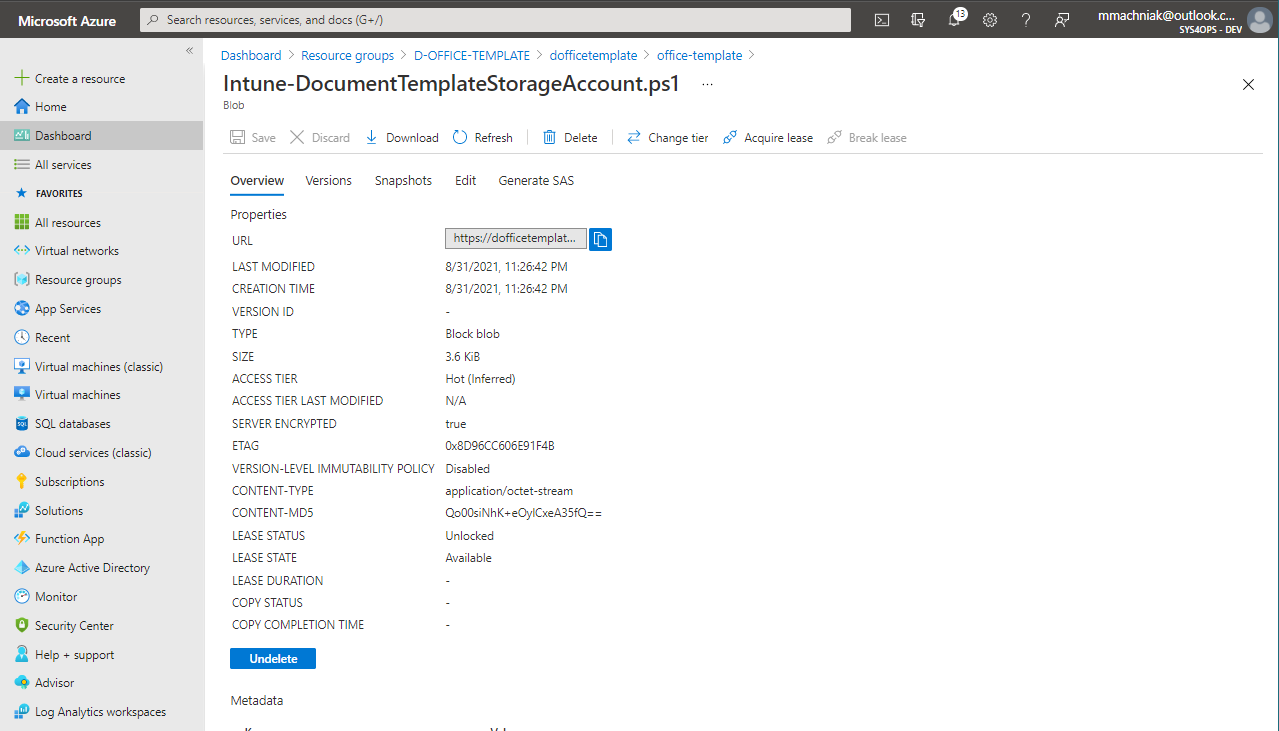 Microsoft Azure
Search resources, services, and docs (G+/)
13
mmachniak@outlook.c...
SYS4OPS - DEV
«
Create a resource
Home
Dashboard
All services
FAVORITES
All resources
Virtual networks
Resource groups
App Services
Recent
Virtual machines (classic)
Virtual machines
SQL databases
Cloud services (classic)
Subscriptions
Solutions
Function App
Azure Active Directory
Monitor
Security Center
Help + support
Advisor
Log Analytics workspaces
Dashboard > Resource groups > D-OFFICE-TEMPLATE > dofficetemplate > office-template >
Intune-DocumentTemplateStorageAccount.ps1 ...
Blob
Save Discard Download Refresh Delete Change tier Acquire lease Break lease
Overview Versions Snapshots Edit Generate SAS
Properties
URL https://dofficetemplat...
LAST MODIFIED 8/31/2021, 11:26:42 PM
CREATION TIME 8/31/2021, 11:26:42 PM
VERSION ID -
TYPE Block blob
SIZE 3.6 KiB
ACCESS TIER Hot (Inferred)
ACCESS TIER LAST MODIFIED N/A
SERVER ENCRYPTED true
ETAG 0x8D96CC606E91F4B
VERSION-LEVEL IMMUTABILITY POLICY Disabled
CONTENT-TYPE application/octet-stream
CONTENT-MD5 Qo00siNhK+eOyICxeA35fQ==
LEASE STATUS Unlocked
LEASE STATE Available
LEASE DURATION -
COPY STATUS -
COPY COMPLETION TIME -
Undelete
Metadata